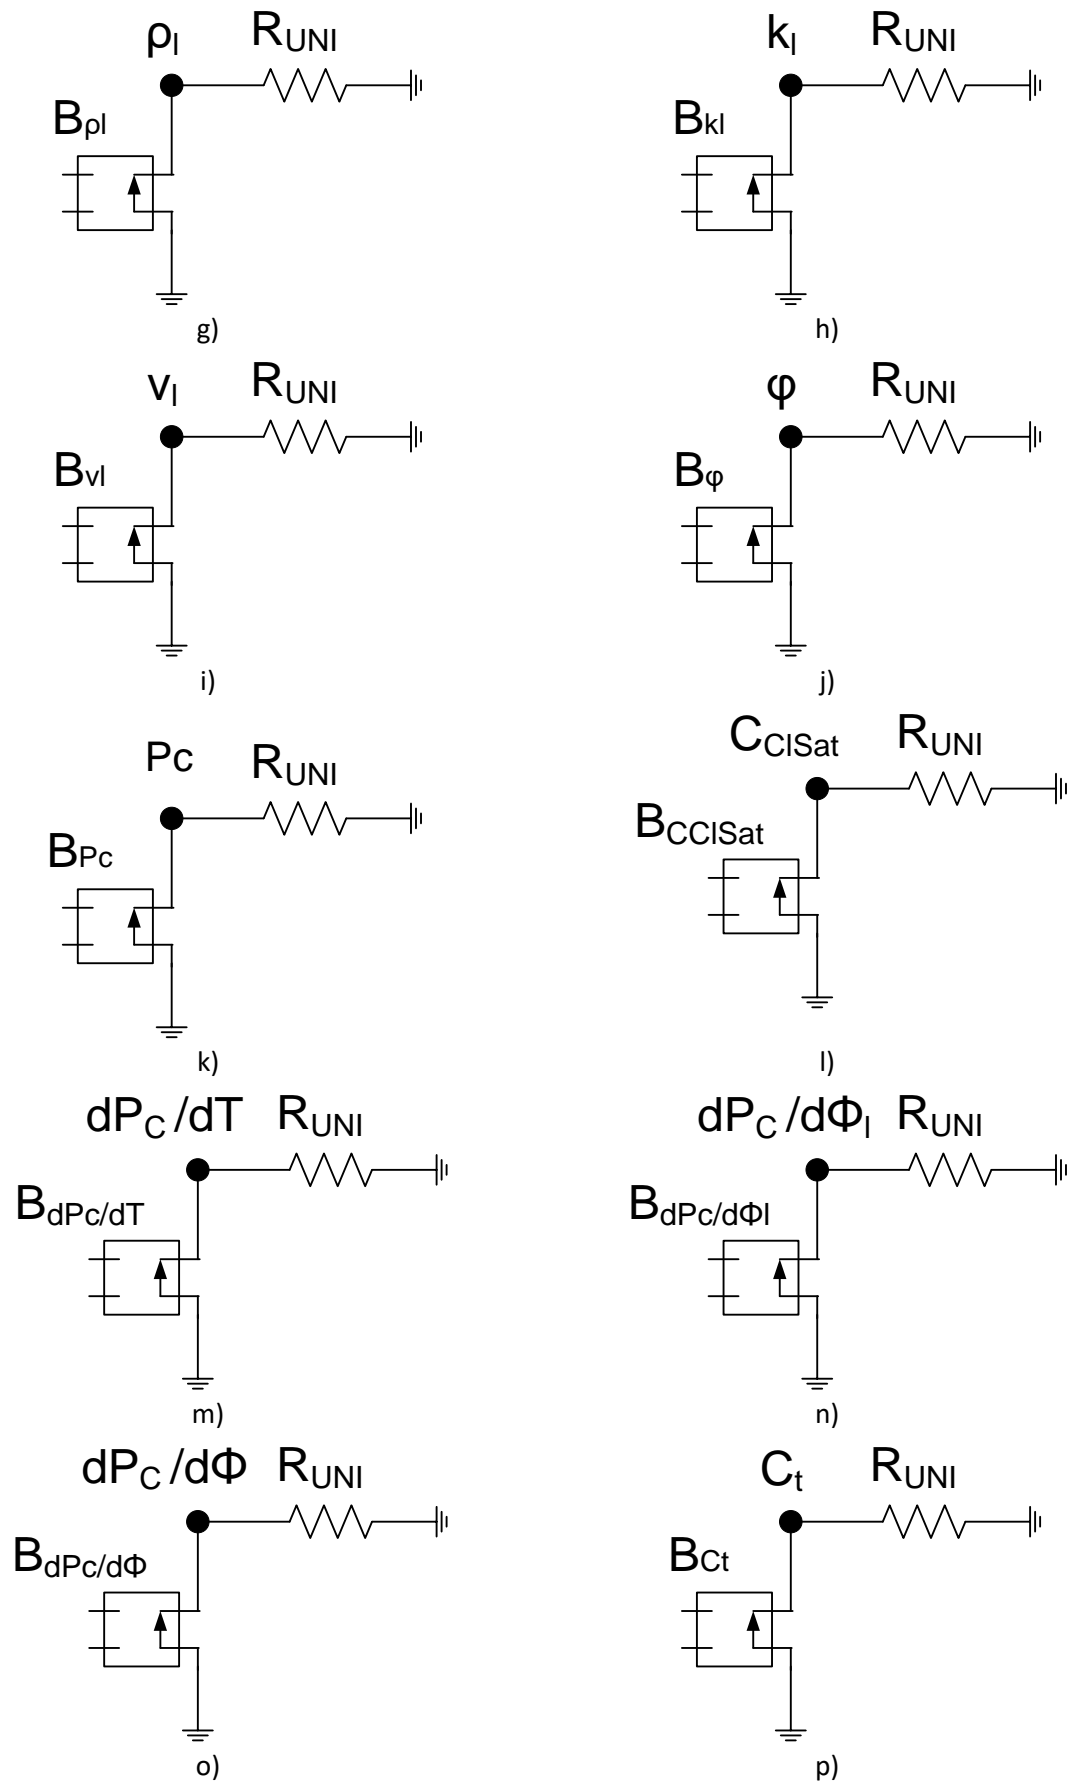 ρl RUNI
Bρl
g)
kl RUNI
Bkl
h)
vl RUNI
Bvl
i)
φ RUNI
Bφ
j)
Pc RUNI
BPc
k)
CClSat RUNI
BCClSat
l)
dPC/dT RUNI
BdPc/dT
m)
dPC/dΦl RUNI
BdPc/dΦl
n)
dPC/dΦ RUNI
BdPc/dΦ
o)
Ct RUNI
BCt
p)